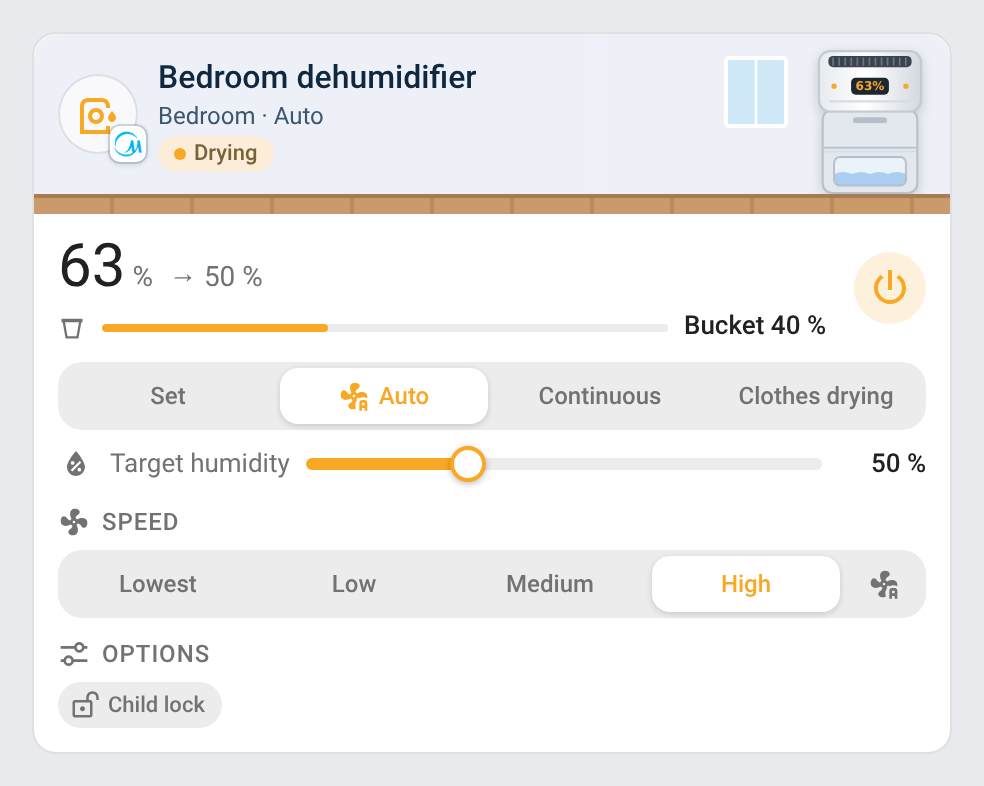 Bedroom dehumidifier
Bedroom · Auto
Drying
63%
63 % → 50 %
Bucket 40 %
Set Auto Continuous Clothes drying
Target humidity 50 %
SPEED
Lowest Low Medium High A
OPTIONS
Child lock